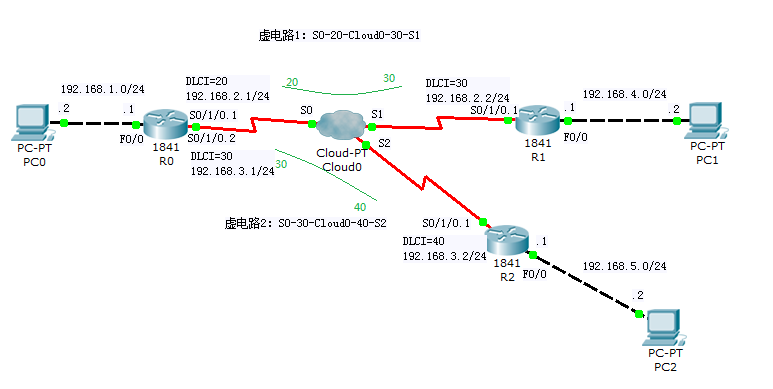 虚电路1：S0-20-Cloud0-30-S1
DLCI=20
192.168.2.1/24
20
30
DLCI=30
192.168.2.2/24
192.168.1.0/24
192.168.4.0/24
.2
.1
S0/1/0.1
S0
S1
S0/1/0.1
.1
.2
F0/0
S0/1/0.2
F0/0
PC-PT
PC0
1841
R0
Cloud-PT
Cloud0
S2
1841
R1
PC-PT
PC1
DLCI=30
192.168.3.1/24
30
40
虚电路2：S0-30-Cloud0-40-S2
S0/1/0.1
DLCI=40
192.168.3.2/24
.1
1841
R2
F0/0
192.168.5.0/24
.2
PC-PT
PC2